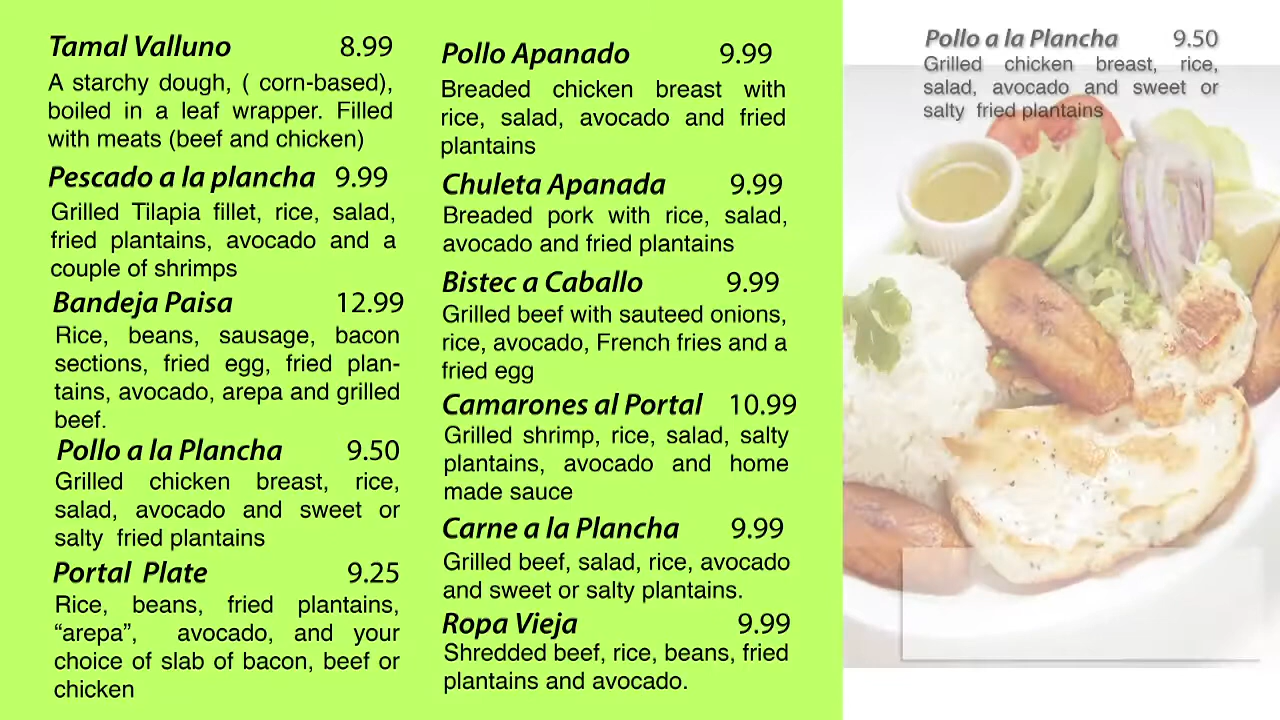 Tamal Valluno 8.99
A starchy dough, ( corn-based),
boiled in a leaf wrapper. Filled
with meats (beef and chicken)
Pescado a la plancha 9.99
Grilled Tilapia fillet, rice, salad,
fried plantains, avocado and a
couple of shrimps
Bandeja Paisa 12.99
Rice, beans, sausage, bacon
sections, fried egg, fried plan-
tains, avocado, arepa and grilled
beef.
Pollo a la Plancha 9.50
Grilled chicken breast, rice,
salad, avocado and sweet or
salty fried plantains
Portal Plate 9.25
Rice, beans, fried plantains,
“arepa”, avocado, and your
choice of slab of bacon, beef or
chicken
Pollo Apanado 9.99
Breaded chicken breast with
rice, salad, avocado and fried
plantains
Chuleta Apanada 9.99
Breaded pork with rice, salad,
avocado and fried plantains
Bistec a Caballo 9.99
Grilled beef with sauteed onions,
rice, avocado, French fries and a
fried egg
Camarones al Portal 10.99
Grilled shrimp, rice, salad, salty
plantains, avocado and home
made sauce
Carne a la Plancha 9.99
Grilled beef, salad, rice, avocado
and sweet or salty plantains.
Ropa Vieja 9.99
Shredded beef, rice, beans, fried
plantains and avocado.
Pollo a la Plancha 9.50
Grilled chicken breast, rice,
salad, avocado and sweet or
salty fried plantains